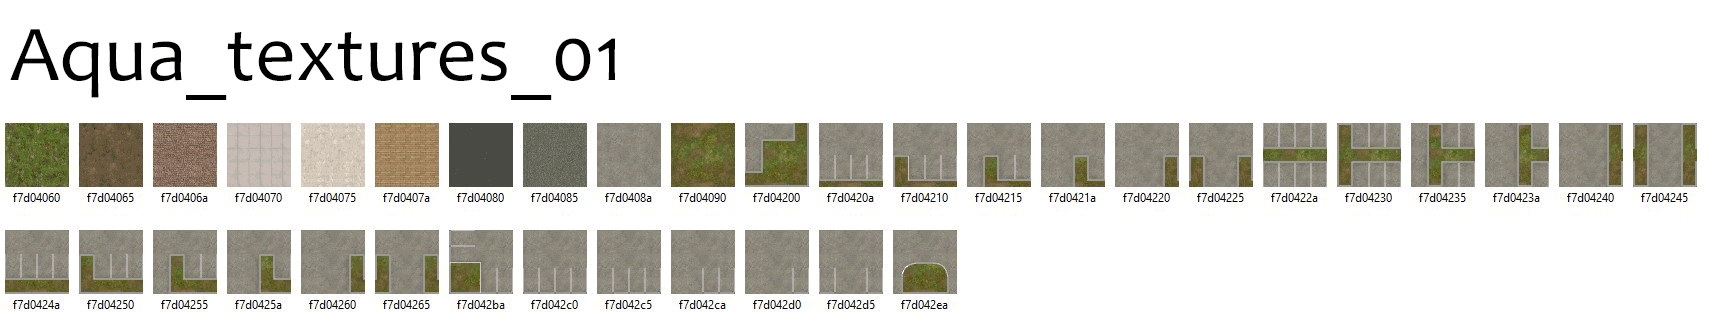 Aqua_textures_01
f7d04060 f7d04065 f7d0406a f7d04070 f7d04075 f7d0407a f7d04080 f7d04085 f7d0408a f7d04090 f7d04200 f7d0420a f7d04210 f7d04215 f7d0421a f7d04220 f7d04225 f7d0422a f7d04230 f7d04235 f7d0423a f7d04240 f7d04245
f7d0424a f7d04250 f7d04255 f7d0425a f7d04260 f7d04265 f7d042ba f7d042c0 f7d042c5 f7d042ca f7d042d0 f7d042d5 f7d042ea